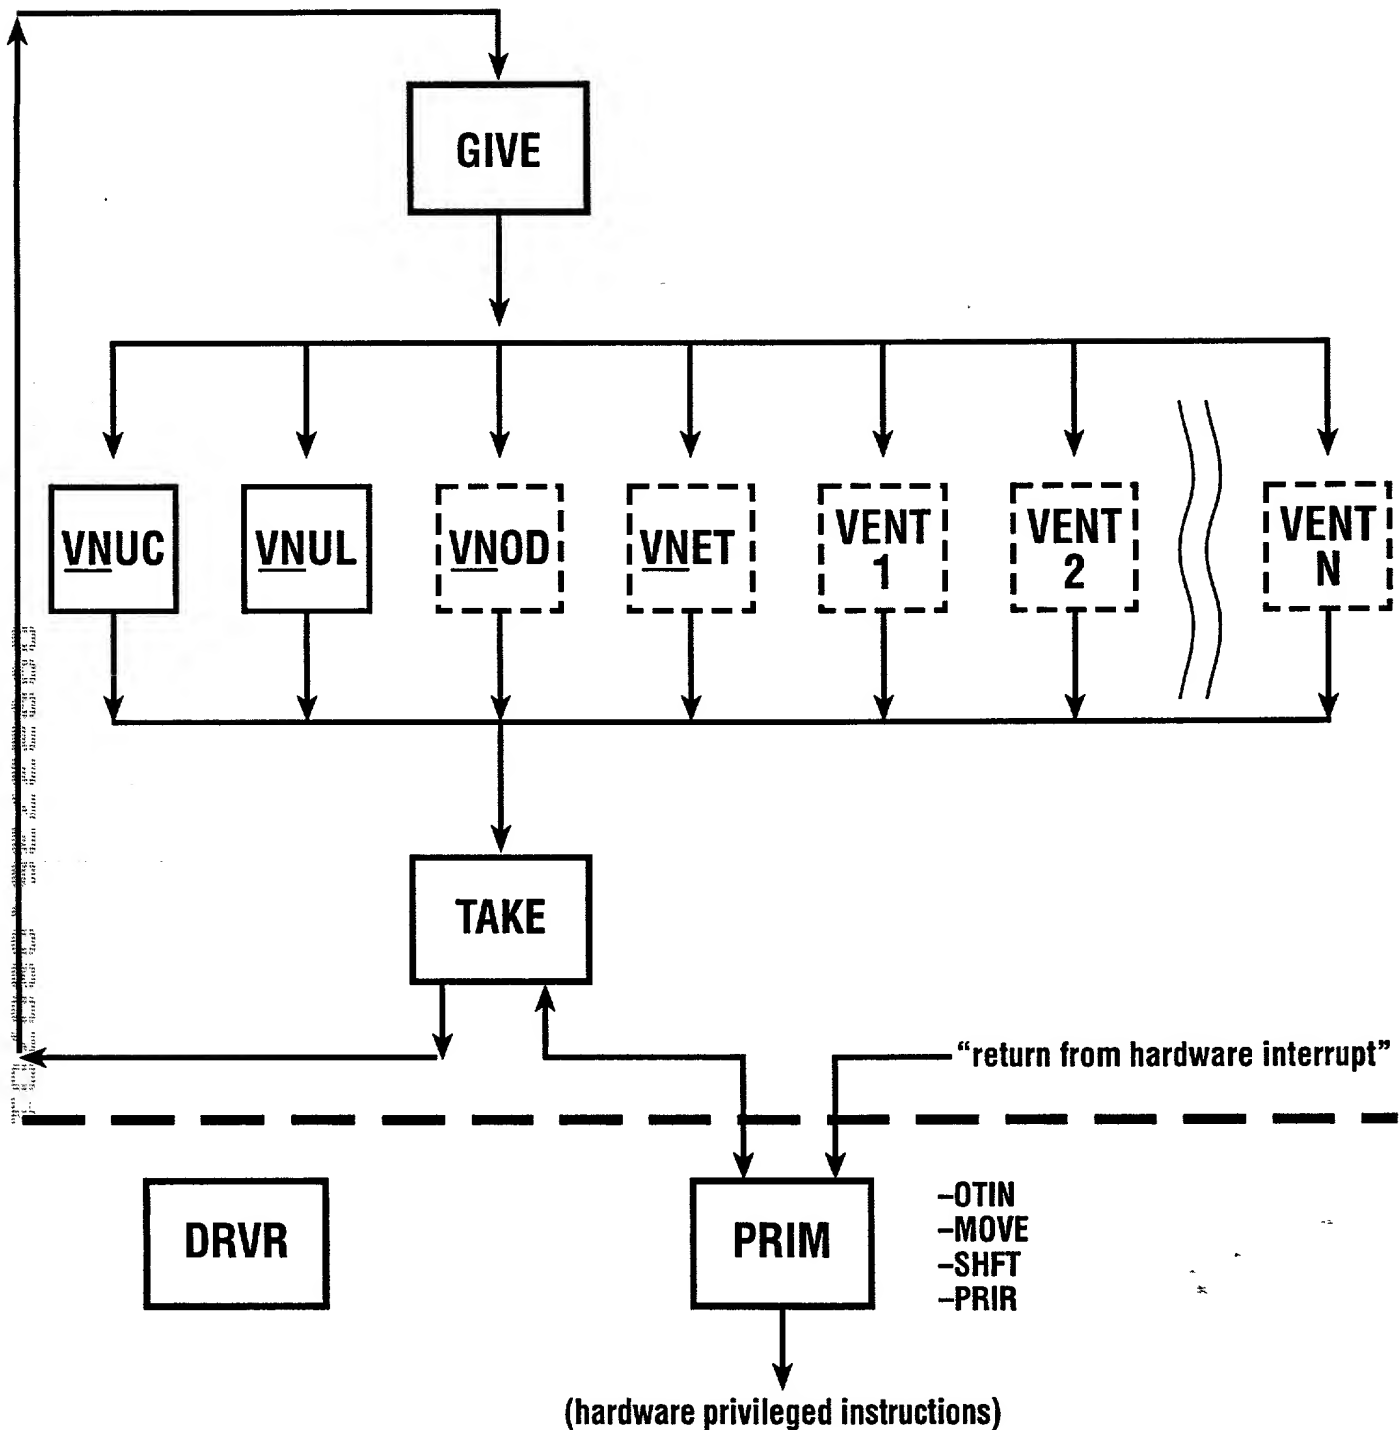 GIVE
VNUC
VNUL
VNOD
VNET
VENT
1
VENT
2
VENT
N
TAKE
“return from hardware interrupt”
DRVR
PRIM
–OTIN
–MOVE
–SHFT
–PRIR
(hardware privileged instructions)